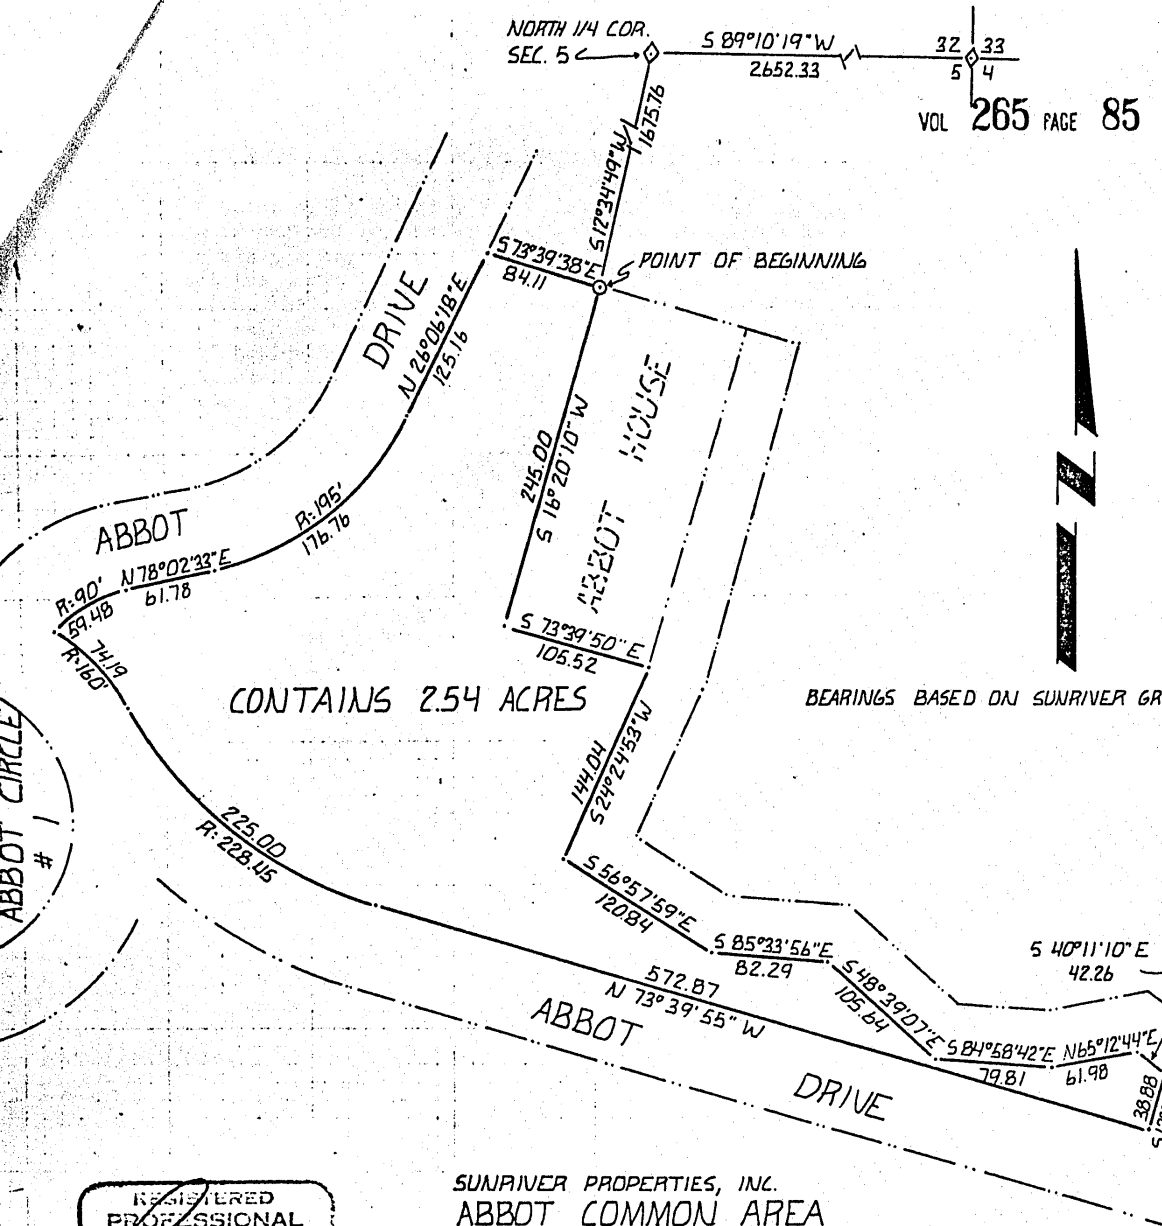 NORTH 1/4 COR.
SEC. 5
S 89°10'19"W
2652.33
32 33
5 4
VOL 265 PAGE 85
1675.76
S 12°34'49"W
S 73°39'38"E
84.11
POINT OF BEGINNING
DRIVE
N 26°06'18"E
125.16
HOUSE
ABBOT
245.00
S 16°20'10" W
R=195'
176.76
ABBOT
N 78°02'33"E
61.78
R=90'
59.48
74.19
R=160'
S 73°39'50" E
105.52
CONTAINS 2.54 ACRES
BEARINGS BASED ON SUNRIVER GR
144.04
S 24°24'53"W
ABBOT CIRCLE
# 1
225.00
R=228.45
S 56°57'59"E
120.84
S 85°33'56"E
82.29
S 48°39'07"E
105.64
S 40°11'10" E
42.26
572.87
N 73°39'55" W
ABBOT
DRIVE
S 84°58'42"E
79.81
N 65°12'44"E
61.98
38.88
REGISTERED
PROFESSIONAL
SUNRIVER PROPERTIES, INC.
ABBOT COMMON AREA